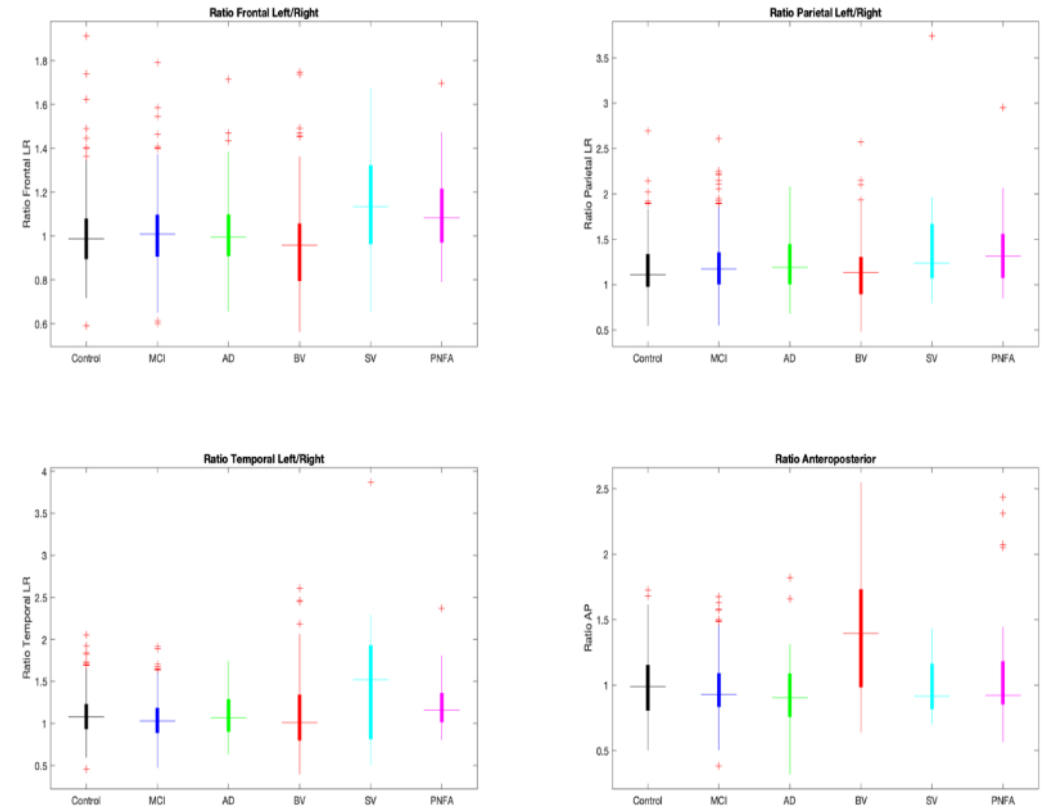 Ratio Frontal Left/Right
Ratio Frontal LR
1.8
1.6
1.4
1.2
1
0.8
0.6
Control MCI AD BV SV PNFA
Ratio Parietal Left/Right
Ratio Parietal LR
3.5
3
2.5
2
1.5
1
0.5
Control MCI AD BV SV PNFA
Ratio Temporal Left/Right
Ratio Temporal LR
4
3.5
3
2.5
2
1.5
1
0.5
Control MCI AD BV SV PNFA
Ratio Anteroposterior
Ratio AP
2.5
2
1.5
1
0.5
Control MCI AD BV SV PNFA